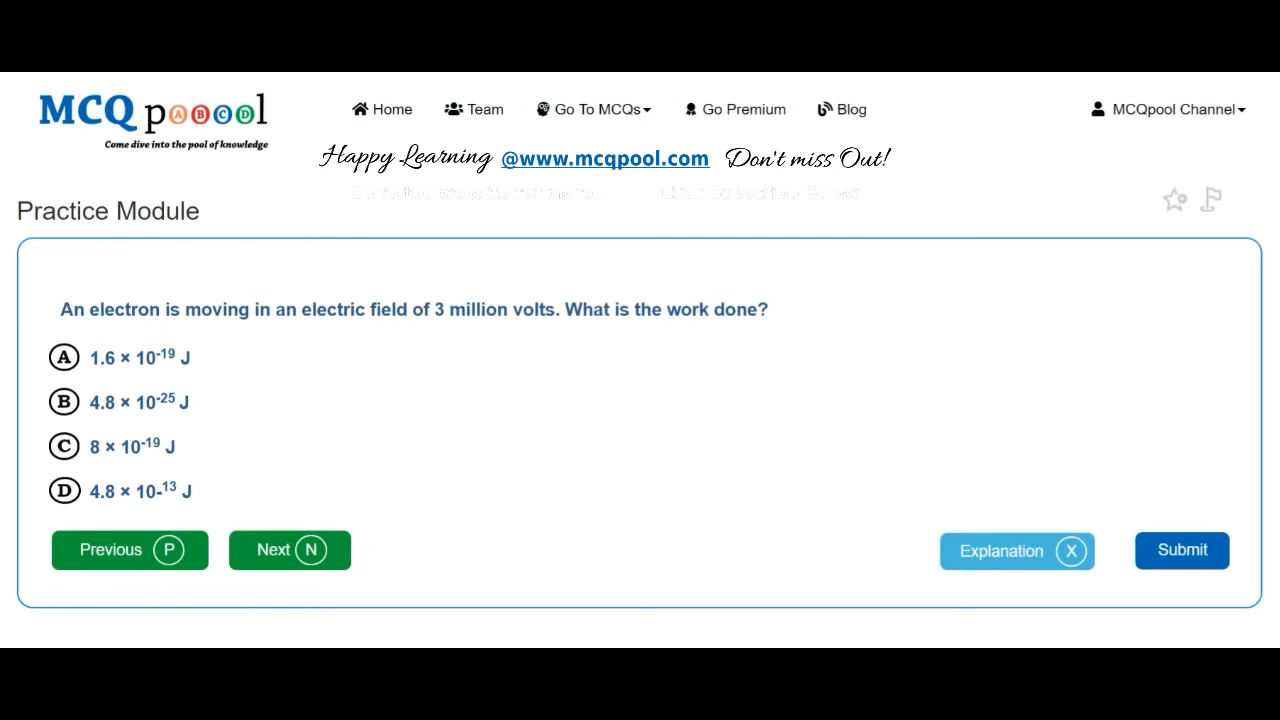 MCQ poool
Come dive into the pool of knowledge
Home Team Go To MCQs Go Premium Blog MCQpool Channel
Happy Learning @www.mcqpool.com Don't miss Out!
Practice Module
An electron is moving in an electric field of 3 million volts. What is the work done?
A 1.6 × 10⁻¹⁹ J
B 4.8 × 10⁻²⁵ J
C 8 × 10⁻¹⁹ J
D 4.8 × 10-¹³ J
Previous P Next N Explanation X Submit